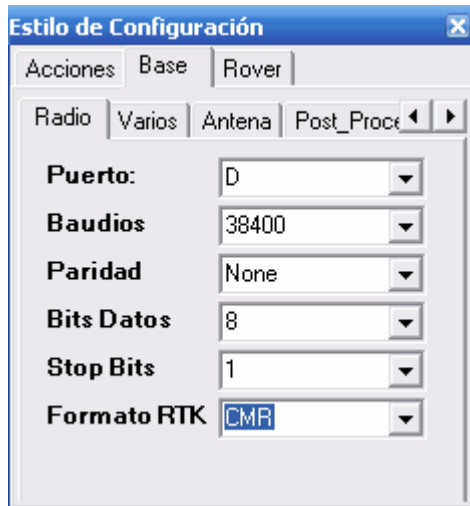 Estilo de Configuración
Acciones Base Rover
Radio Varios Antena Post_Proce
Puerto: D
Baudios 38400
Paridad None
Bits Datos 8
Stop Bits 1
Formato RTK CMR